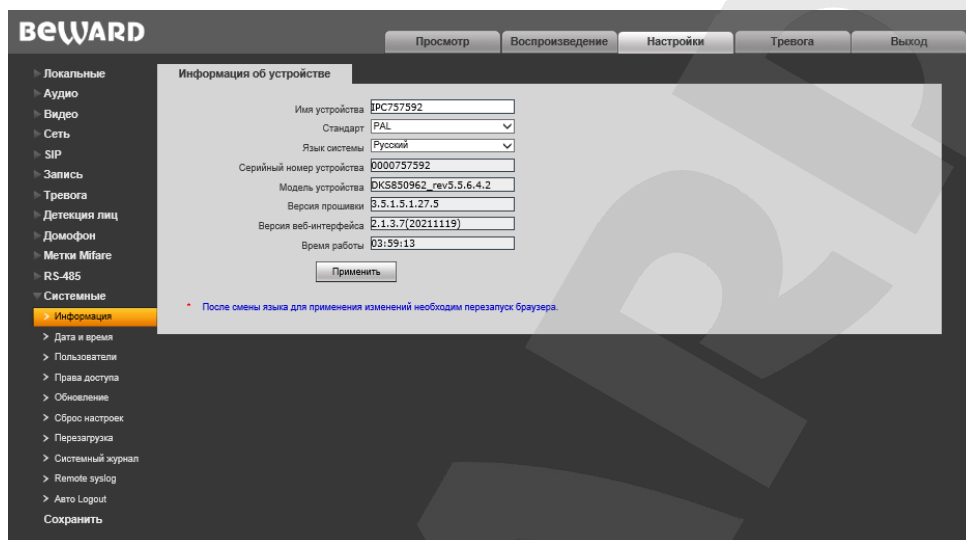 BEWARD
Просмотр Воспроизведение Настройки Тревога Выход
Локальные
Аудио
Видео
Сеть
SIP
Запись
Тревога
Детекция лиц
Домофон
Метки Mifare
RS-485
Системные
> Информация
> Дата и время
> Пользователи
> Права доступа
> Обновление
> Сброс настроек
> Перезагрузка
> Системный журнал
> Remote syslog
> Авто Logout
Сохранить
Информация об устройстве
Имя устройства IPC757592
Стандарт PAL
Язык системы Русский
Серийный номер устройства 0000757592
Модель устройства DKS850962_rev5.5.6.4.2
Версия прошивки 3.5.1.5.1.27.5
Версия веб-интерфейса 2.1.3.7(20211119)
Время работы 03:59:13
Применить
* После смены языка для применения изменений необходим перезапуск браузера.